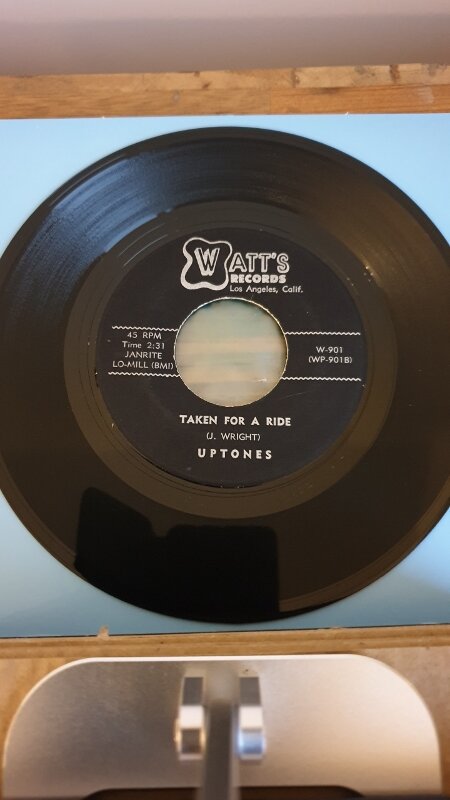 WATT'S
RECORDS
Los Angeles, Calif.
45 RPM
Time 2:31
JANRITE
LO-MILL (BMI)
W-901
(WP-901B)
TAKEN FOR A RIDE
(J. WRIGHT)
UPTONES